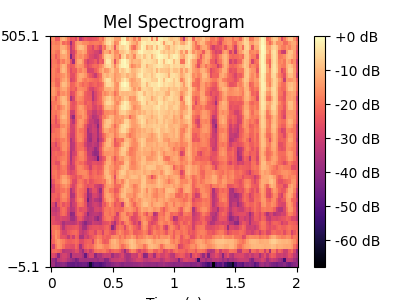 Mel Spectrogram
505.1
−5.1
0
0.5
1
1.5
2
+0 dB
-10 dB
-20 dB
-30 dB
-40 dB
-50 dB
-60 dB